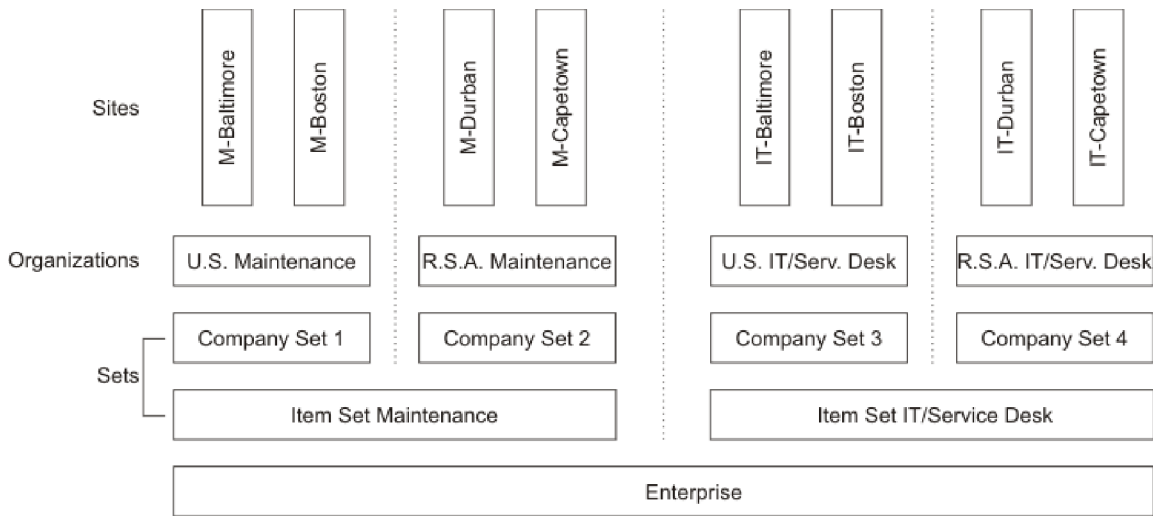 Sites
M-Baltimore
M-Boston
M-Durban
M-Capetown
IT-Baltimore
IT-Boston
IT-Durban
IT-Capetown
Organizations
U.S. Maintenance
R.S.A. Maintenance
U.S. IT/Serv. Desk
R.S.A. IT/Serv. Desk
Sets
Company Set 1
Company Set 2
Company Set 3
Company Set 4
Item Set Maintenance
Item Set IT/Service Desk
Enterprise